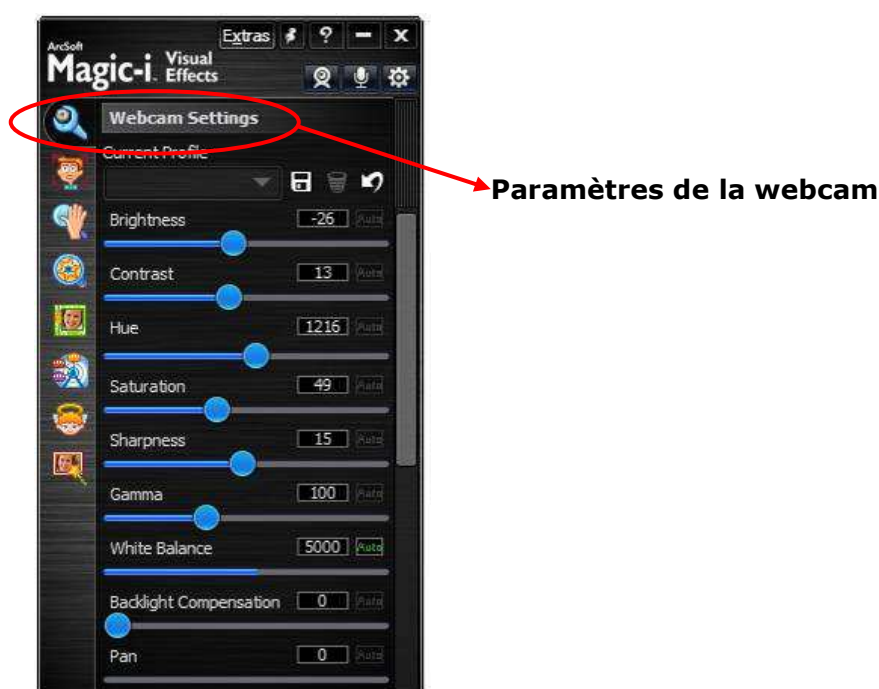 Extras ? 
ArcSoft
Magic-i Visual Effects
Webcam Settings
Current Profile
Paramètres de la webcam
Brightness -26 Auto
Contrast 13 Auto
Hue 1216 Auto
Saturation 49 Auto
Sharpness 15 Auto
Gamma 100 Auto
White Balance 5000 Auto
Backlight Compensation 0 Auto
Pan 0 Auto